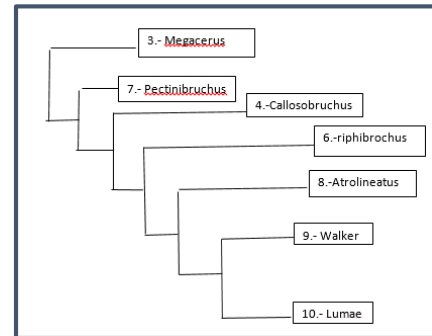 3.- Megacerus
7.- Pectinibruchus
4.-Callosobruchus
6.-riphibrochus
8.-Atrolineatus
9.- Walker
10.- Lumae